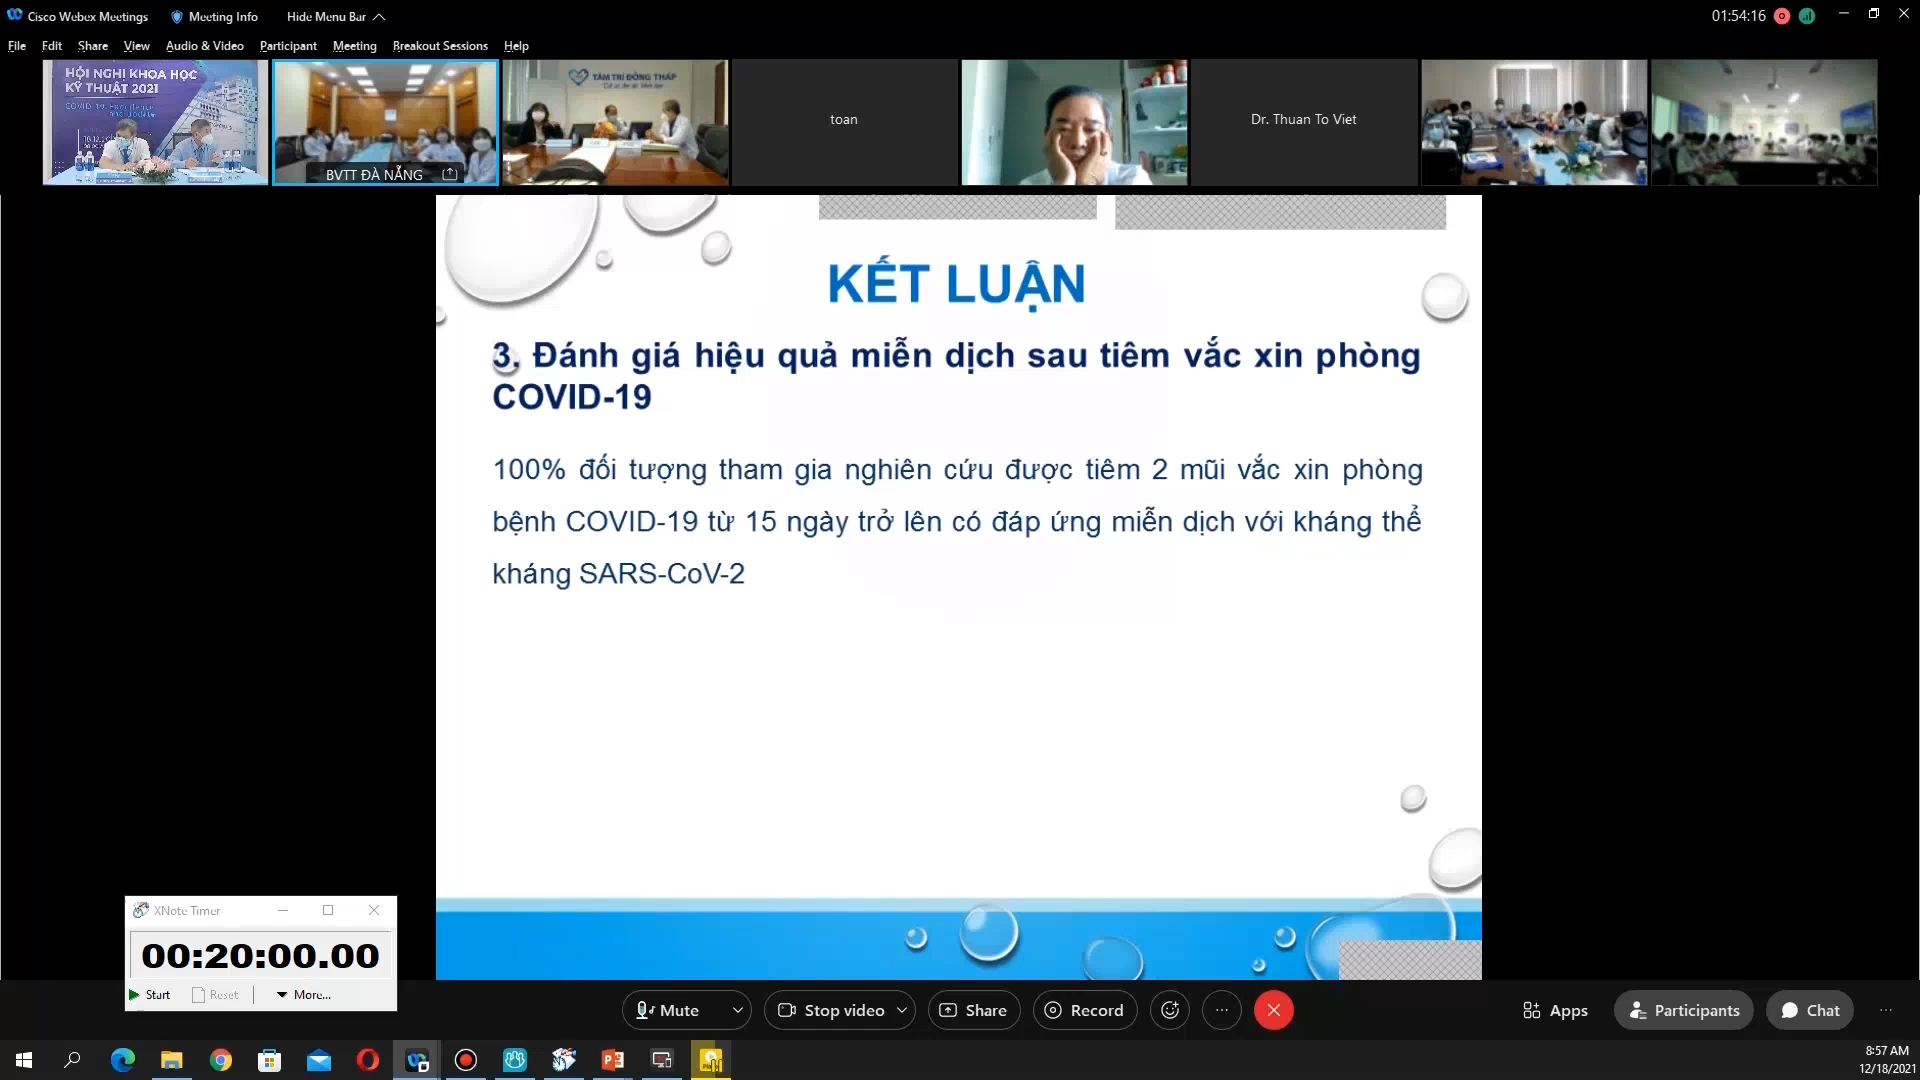 Cisco Webex Meetings
Meeting Info
Hide Menu Bar
01:54:16
File
Edit
Share
View
Audio & Video
Participant
Meeting
Breakout Sessions
Help
HỘI NGHỊ KHOA HỌC
KỸ THUẬT 2021
BVTT ĐÀ NẴNG
TÂM TRÍ ĐỒNG THÁP
toan
Dr. Thuan To Viet
KẾT LUẬN
3. Đánh giá hiệu quả miễn dịch sau tiêm vắc xin phòng
COVID-19
100% đối tượng tham gia nghiên cứu được tiêm 2 mũi vắc xin phòng
bệnh COVID-19 từ 15 ngày trở lên có đáp ứng miễn dịch với kháng thể
kháng SARS-CoV-2
XNote Timer
00:20:00.00
Start
Reset
More...
Mute
Stop video
Share
Record
Apps
Participants
Chat
8:57 AM
12/18/2021